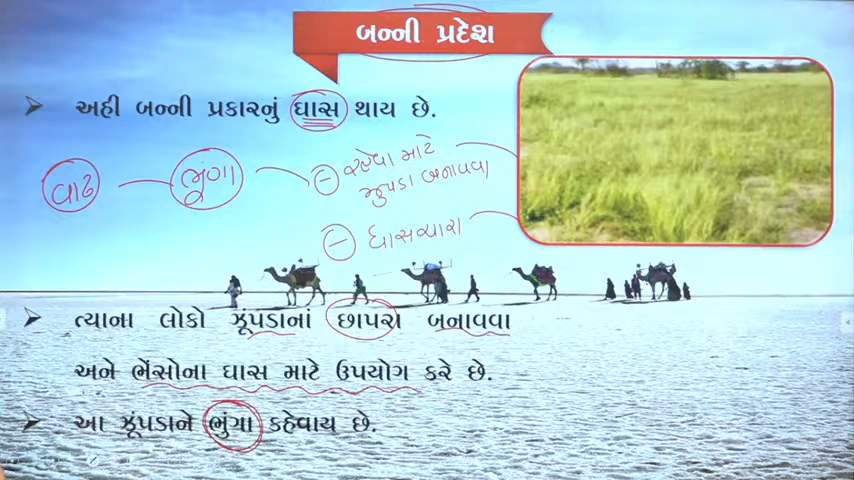 બન્ની પ્રદેશ
અહી બન્ની પ્રકારનું ઘાસ થાય છે.
વાઢ ભૂંગા - રહેવા માટે
ઝુપડા બનાવવા
- ઘાસચારા
ત્યાના લોકો ઝૂંપડાનાં છાપરા બનાવવા
અને ભેંસોના ઘાસ માટે ઉપયોગ કરે છે.
આ ઝૂંપડાને ભુંગા કહેવાય છે.